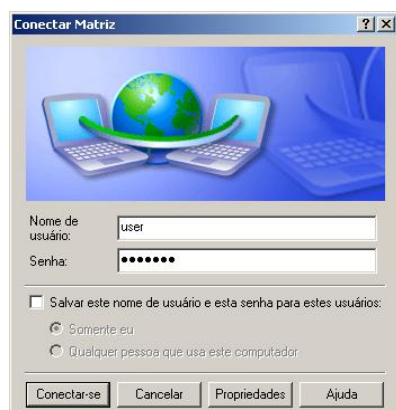 Conectar Matriz
Nome de
usuário:
user
Senha:
Salvar este nome de usuário e esta senha para estes usuários:
Somente eu
Qualquer pessoa que usa este computador
Conectar-se Cancelar Propriedades Ajuda